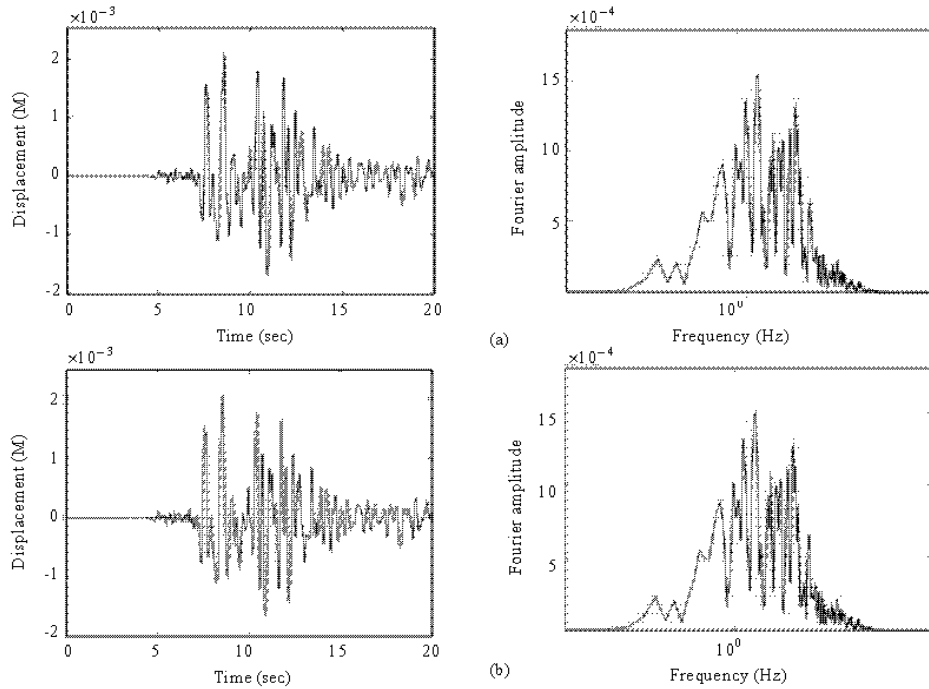 ×10⁻³
2
1
0
-1
-2
Displacement (M)
0 5 10 15 20
Time (sec)
×10⁻⁴
15
10
5
Fourier amplitude
10⁰
Frequency (Hz)
(a)
×10⁻³
2
1
0
-1
-2
Displacement (M)
0 5 10 15 20
Time (sec)
×10⁻⁴
15
10
5
Fourier amplitude
10⁰
Frequency (Hz)
(b)